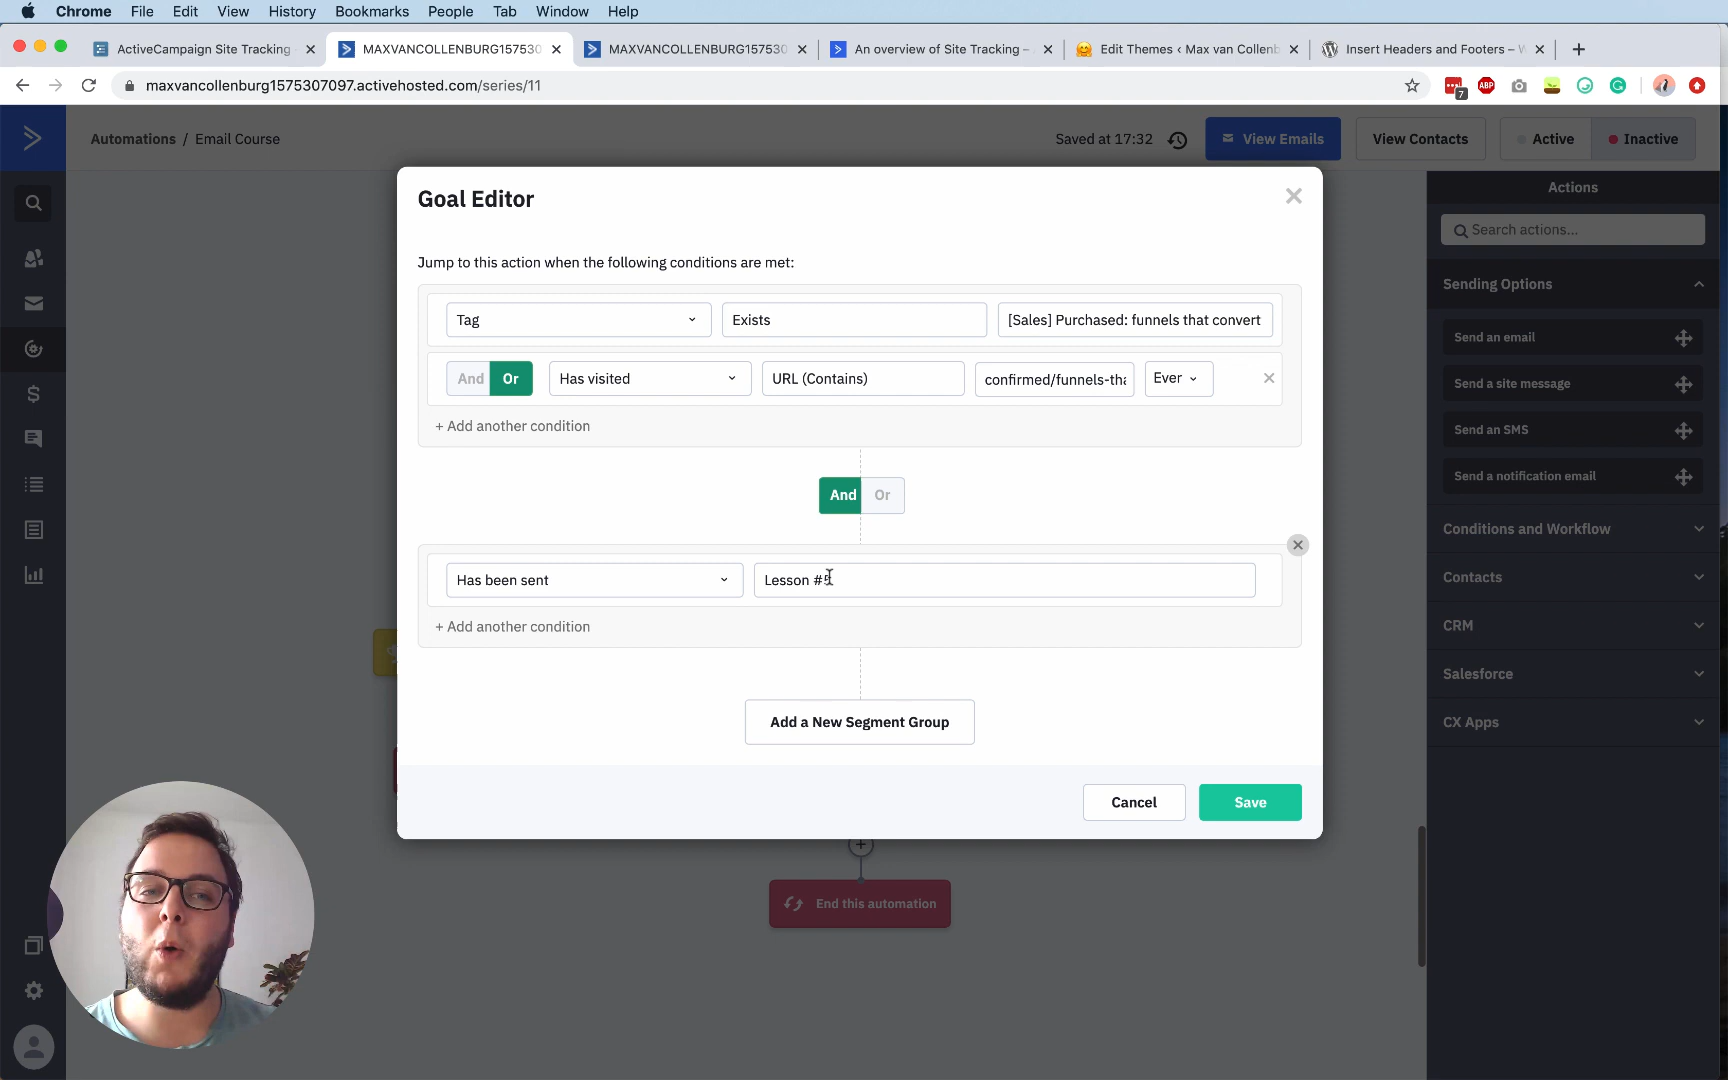 Chrome File Edit View History Bookmarks People Tab Window Help
ActiveCampaign Site Tracking
MAXVANCOLLENBURG157530
MAXVANCOLLENBURG157530
An overview of Site Tracking –
Edit Themes ‹ Max van Collenb
Insert Headers and Footers –
maxvancollenburg1575307097.activehosted.com/series/11
7
ABP
Automations / Email Course
Saved at 17:32
View Emails
View Contacts
Active
Inactive
Goal Editor
Jump to this action when the following conditions are met:
Tag
Exists
[Sales] Purchased: funnels that convert
And Or
Has visited
URL (Contains)
confirmed/funnels-tha
Ever
+ Add another condition
And Or
Has been sent
Lesson #
+ Add another condition
Add a New Segment Group
Cancel
Save
End this automation
Actions
Search actions...
Sending Options
Send an email
Send a site message
Send an SMS
Send a notification email
Conditions and Workflow
Contacts
CRM
Salesforce
CX Apps